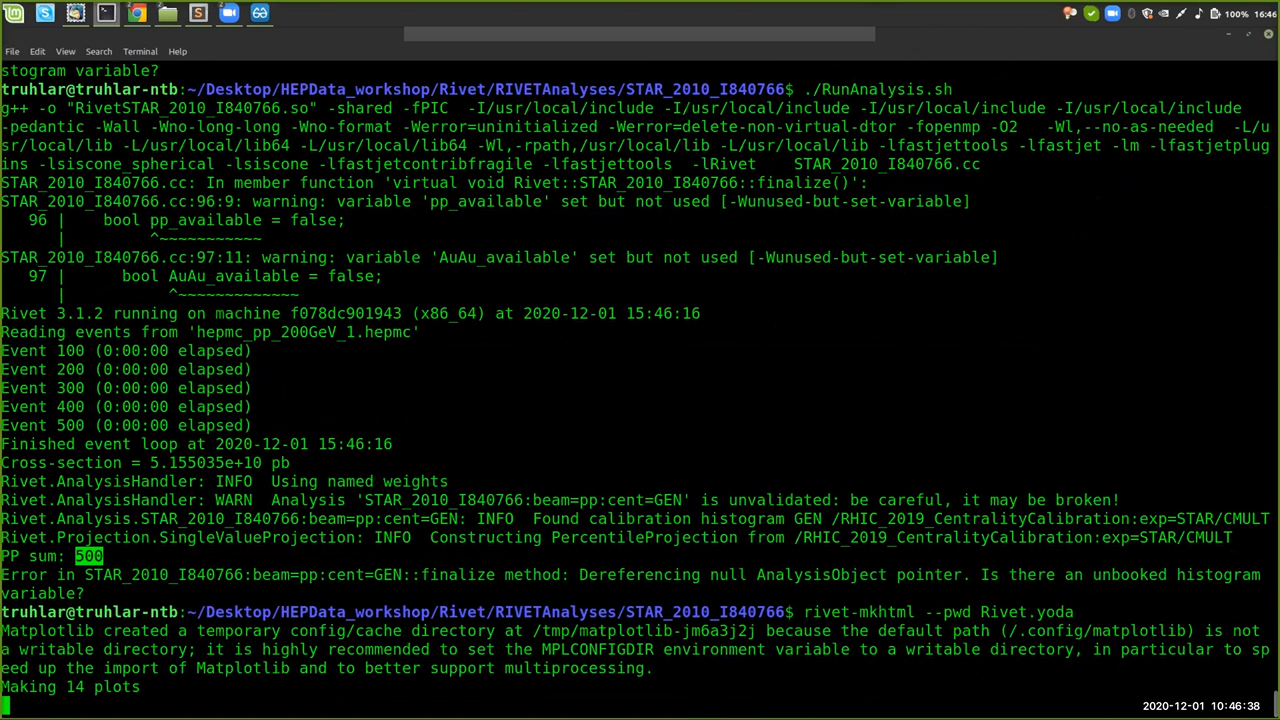 100% 16:46
File Edit View Search Terminal Help
stogram variable?
truhlar@truhlar-ntb:~/Desktop/HEPData_workshop/Rivet/RIVETAnalyses/STAR_2010_I840766$ ./RunAnalysis.sh
g++ -o "RivetSTAR_2010_I840766.so" -shared -fPIC  -I/usr/local/include -I/usr/local/include -I/usr/local/include -I/usr/local/include
-pedantic -Wall -Wno-long-long -Wno-format -Werror=uninitialized -Werror=delete-non-virtual-dtor -fopenmp -O2   -Wl,--no-as-needed  -L/u
sr/local/lib -L/usr/local/lib64 -L/usr/local/lib64 -Wl,-rpath,/usr/local/lib -L/usr/local/lib -lfastjettools -lfastjet -lm -lfastjetplug
ins -lsiscone_spherical -lsiscone -lfastjetcontribfragile -lfastjettools  -lRivet    STAR_2010_I840766.cc
STAR_2010_I840766.cc: In member function 'virtual void Rivet::STAR_2010_I840766::finalize()':
STAR_2010_I840766.cc:96:9: warning: variable 'pp_available' set but not used [-Wunused-but-set-variable]
   96 |    bool pp_available = false;
      |         ^~~~~~~~~~~~
STAR_2010_I840766.cc:97:11: warning: variable 'AuAu_available' set but not used [-Wunused-but-set-variable]
   97 |      bool AuAu_available = false;
      |           ^~~~~~~~~~~~~~
Rivet 3.1.2 running on machine f078dc901943 (x86_64) at 2020-12-01 15:46:16
Reading events from 'hepmc_pp_200GeV_1.hepmc'
Event 100 (0:00:00 elapsed)
Event 200 (0:00:00 elapsed)
Event 300 (0:00:00 elapsed)
Event 400 (0:00:00 elapsed)
Event 500 (0:00:00 elapsed)
Finished event loop at 2020-12-01 15:46:16
Cross-section = 5.155035e+10 pb
Rivet.AnalysisHandler: INFO  Using named weights
Rivet.AnalysisHandler: WARN  Analysis 'STAR_2010_I840766:beam=pp:cent=GEN' is unvalidated: be careful, it may be broken!
Rivet.Analysis.STAR_2010_I840766:beam=pp:cent=GEN: INFO  Found calibration histogram GEN /RHIC_2019_CentralityCalibration:exp=STAR/CMULT
Rivet.Projection.SingleValueProjection: INFO  Constructing PercentileProjection from /RHIC_2019_CentralityCalibration:exp=STAR/CMULT
PP sum: 500
Error in STAR_2010_I840766:beam=pp:cent=GEN::finalize method: Dereferencing null AnalysisObject pointer. Is there an unbooked histogram
variable?
truhlar@truhlar-ntb:~/Desktop/HEPData_workshop/Rivet/RIVETAnalyses/STAR_2010_I840766$ rivet-mkhtml --pwd Rivet.yoda
Matplotlib created a temporary config/cache directory at /tmp/matplotlib-jm6a3j2j because the default path (/.config/matplotlib) is not
a writable directory; it is highly recommended to set the MPLCONFIGDIR environment variable to a writable directory, in particular to sp
eed up the import of Matplotlib and to better support multiprocessing.
Making 14 plots
2020-12-01 10:46:38